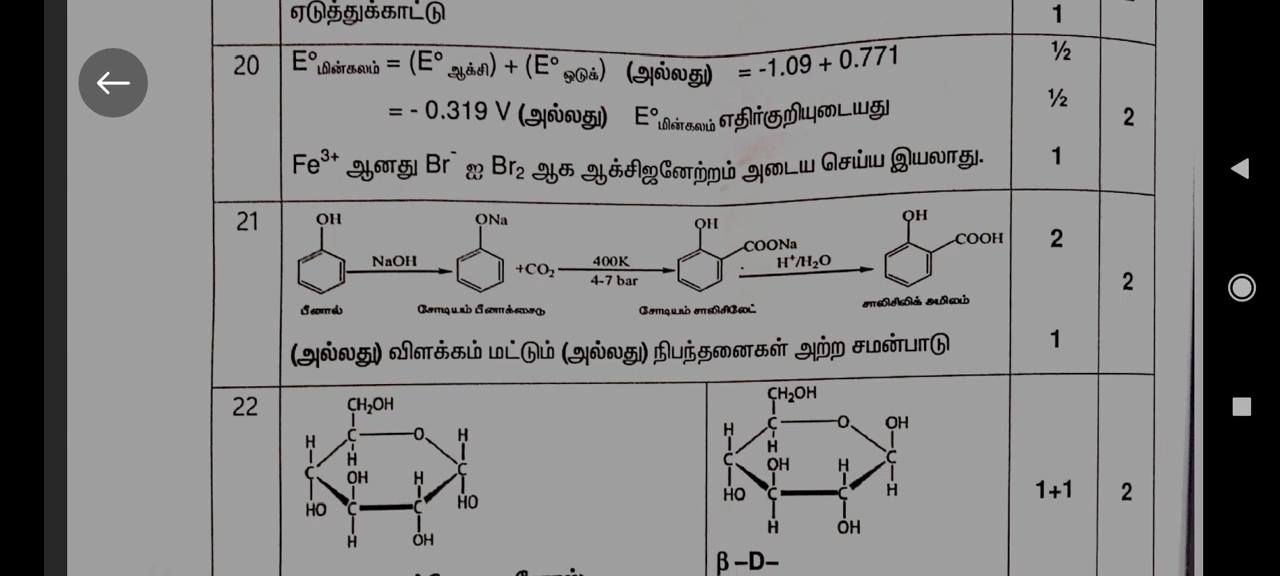 ஏடுத்துக்காட்டு 1
20 E°மின்கலம் = (E° ஆக்சி) + (E° ஒடுக்) (அல்லது) = -1.09 + 0.771 ½
= - 0.319 V (அல்லது) E°மின்கலம் எதிர்குறியுடையது ½ 2
Fe³⁺ ஆனது Br⁻ ஐ Br₂ ஆக ஆக்சிஜனேற்றம் அடைய செய்ய இயலாது. 1
21 OH ONa OH OH
NaOH +CO₂ 400K COONa H⁺/H₂O COOH 2
4-7 bar 2
பீனால் சோடியம் பீனாக்சைடு சோடியம் சாலிசிலேட் சாலிசிலிக் அமிலம்
(அல்லது) விளக்கம் மட்டும் (அல்லது) நிபந்தனைகள் அற்ற சமன்பாடு 1
22 CH₂OH CH₂OH
H C O H H C O OH
H H
C OH H C C OH H C
HO C C HO HO C C H 1+1 2
H OH H OH
β –D–